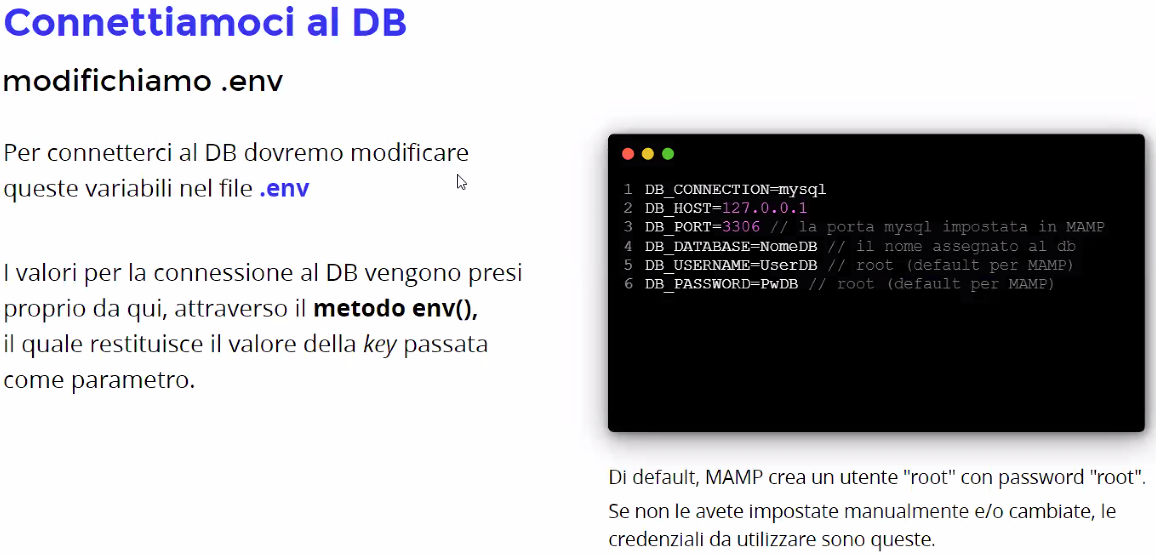 Connettiamoci al DB
modifichiamo .env
Per connetterci al DB dovremo modificare
queste variabili nel file .env
I valori per la connessione al DB vengono presi
proprio da qui, attraverso il metodo env(),
il quale restituisce il valore della key passata
come parametro.
1 DB_CONNECTION=mysql
2 DB_HOST=127.0.0.1
3 DB_PORT=3306 // la porta mysql impostata in MAMP
4 DB_DATABASE=NomeDB // il nome assegnato al db
5 DB_USERNAME=UserDB // root (default per MAMP)
6 DB_PASSWORD=PwDB // root (default per MAMP)
Di default, MAMP crea un utente "root" con password "root".
Se non le avete impostate manualmente e/o cambiate, le
credenziali da utilizzare sono queste.